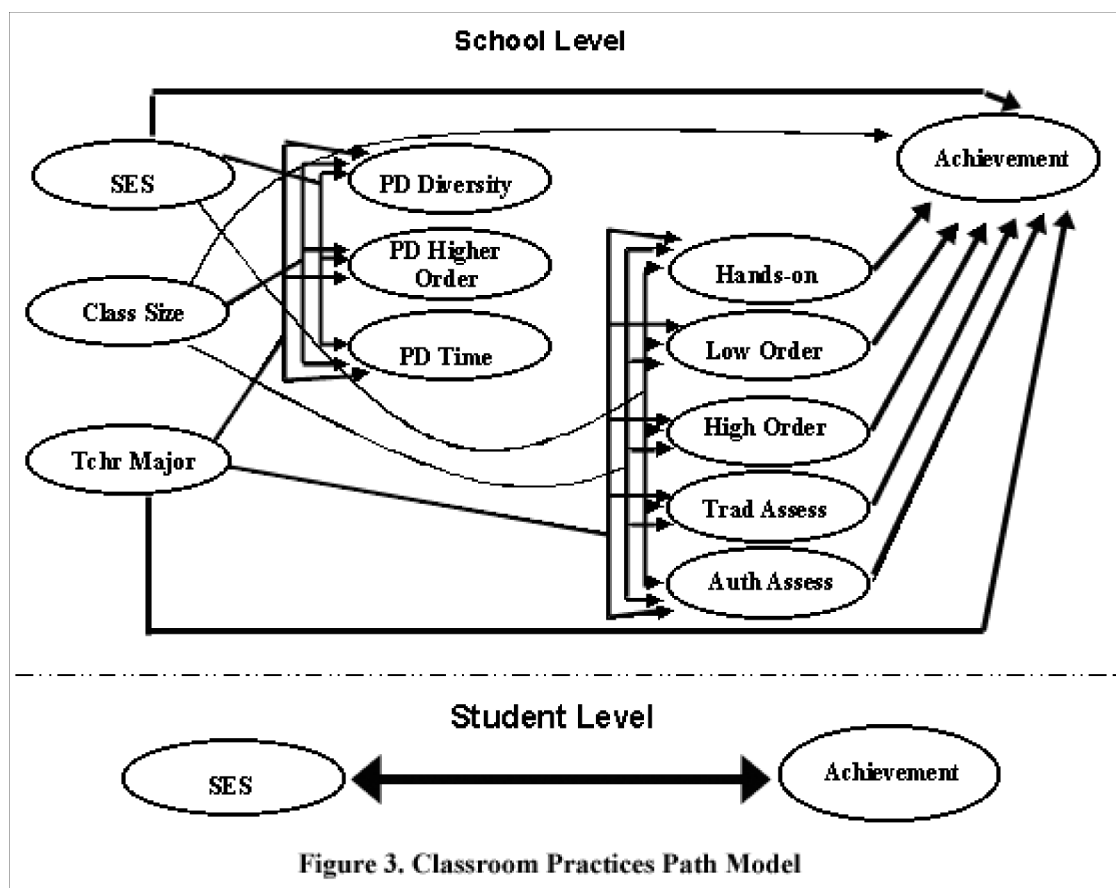 School Level
SES
Class Size
Tchr Major
PD Diversity
PD Higher
Order
PD Time
Achievement
Hands-on
Low Order
High Order
Trad Assess
Auth Assess
Student Level
SES
Achievement
Figure 3. Classroom Practices Path Model